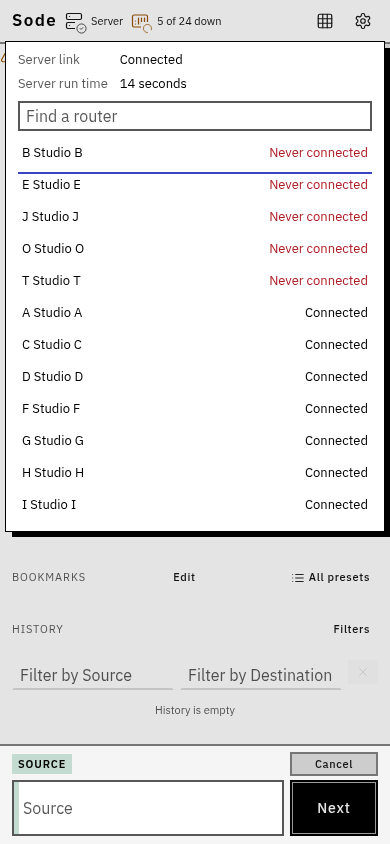 Sode Server 5 of 24 down
Server link Connected
Server run time 14 seconds
Find a router
B Studio B Never connected
E Studio E Never connected
J Studio J Never connected
O Studio O Never connected
T Studio T Never connected
A Studio A Connected
C Studio C Connected
D Studio D Connected
F Studio F Connected
G Studio G Connected
H Studio H Connected
I Studio I Connected
BOOKMARKS Edit All presets
HISTORY Filters
Filter by Source Filter by Destination
History is empty
SOURCE Cancel
Source Next